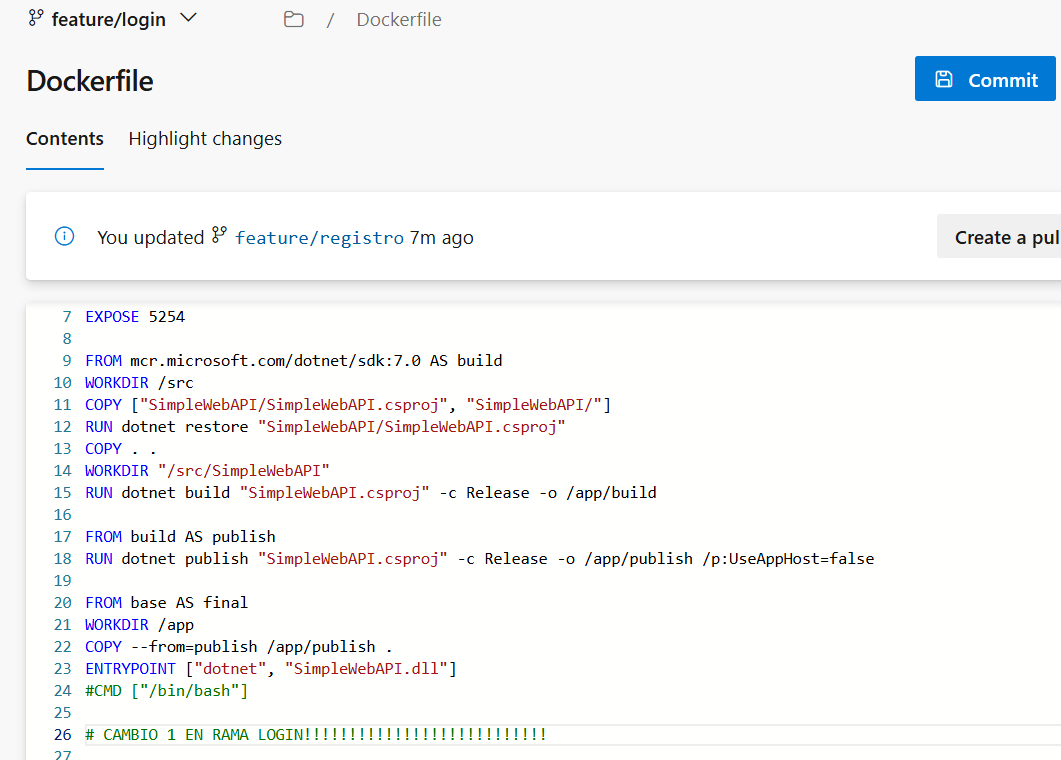 feature/login
/ Dockerfile
Dockerfile
Commit
Contents Highlight changes
You updated feature/registro 7m ago
Create a pul
7 EXPOSE 5254
8
9 FROM mcr.microsoft.com/dotnet/sdk:7.0 AS build
10 WORKDIR /src
11 COPY ["SimpleWebAPI/SimpleWebAPI.csproj", "SimpleWebAPI/"]
12 RUN dotnet restore "SimpleWebAPI/SimpleWebAPI.csproj"
13 COPY . .
14 WORKDIR "/src/SimpleWebAPI"
15 RUN dotnet build "SimpleWebAPI.csproj" -c Release -o /app/build
16
17 FROM build AS publish
18 RUN dotnet publish "SimpleWebAPI.csproj" -c Release -o /app/publish /p:UseAppHost=false
19
20 FROM base AS final
21 WORKDIR /app
22 COPY --from=publish /app/publish .
23 ENTRYPOINT ["dotnet", "SimpleWebAPI.dll"]
24 #CMD ["/bin/bash"]
25
26 # CAMBIO 1 EN RAMA LOGIN!!!!!!!!!!!!!!!!!!!!!!!!!!!
27